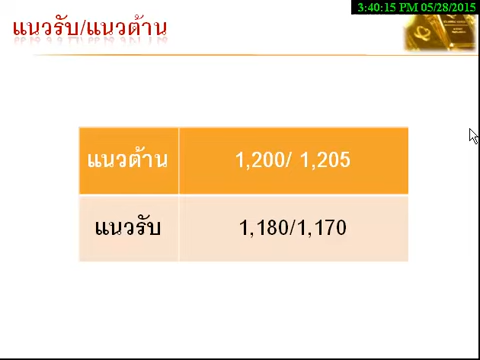 3:40:15 PM 05/28/2015
แนวรับ/แนวต้าน
แนวต้าน 1,200/ 1,205
แนวรับ 1,180/1,170